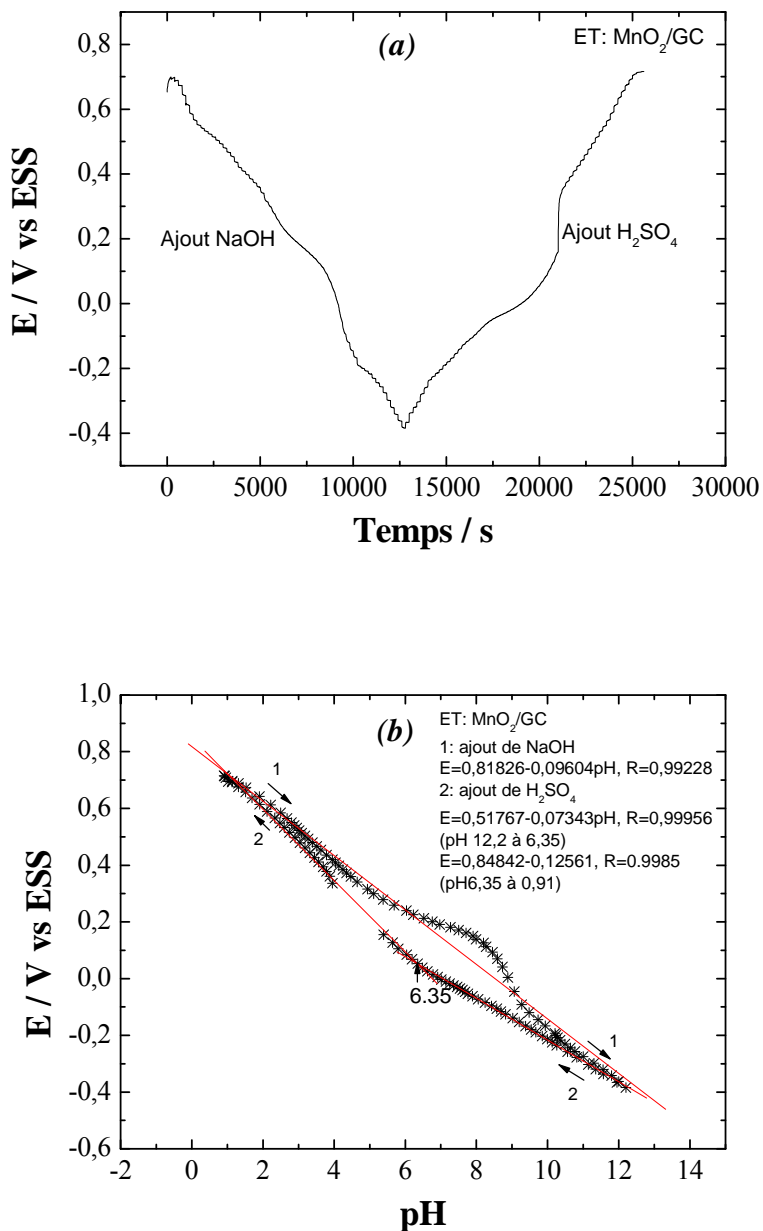 (a)
ET: MnO₂/GC
0,8
0,6
0,4
0,2
0,0
-0,2
-0,4
E / V vs ESS
Ajout NaOH
Ajout H₂SO₄
0 5000 10000 15000 20000 25000 30000
Temps / s
(b)
ET: MnO₂/GC
1: ajout de NaOH
E=0,81826-0,09604pH, R=0,99228
2: ajout de H₂SO₄
E=0,51767-0,07343pH, R=0,99956
(pH 12,2 à 6,35)
E=0,84842-0,12561, R=0.9985
(pH6,35 à 0,91)
1,0
0,8
0,6
0,4
0,2
0,0
-0,2
-0,4
-0,6
E / V vs ESS
1
2
6.35
1
2
-2 0 2 4 6 8 10 12 14
pH